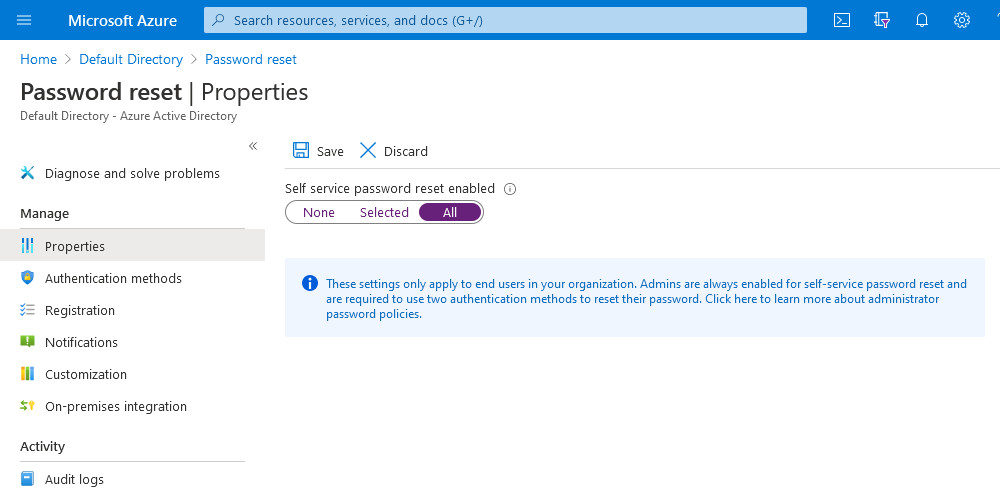 Microsoft Azure
Search resources, services, and docs (G+/)
Home > Default Directory > Password reset
Password reset | Properties
Default Directory - Azure Active Directory
«
Diagnose and solve problems
Manage
Properties
Authentication methods
Registration
Notifications
Customization
On-premises integration
Activity
Audit logs
Save
Discard
Self service password reset enabled
None
Selected
All
These settings only apply to end users in your organization. Admins are always enabled for self-service password reset and
are required to use two authentication methods to reset their password. Click here to learn more about administrator
password policies.